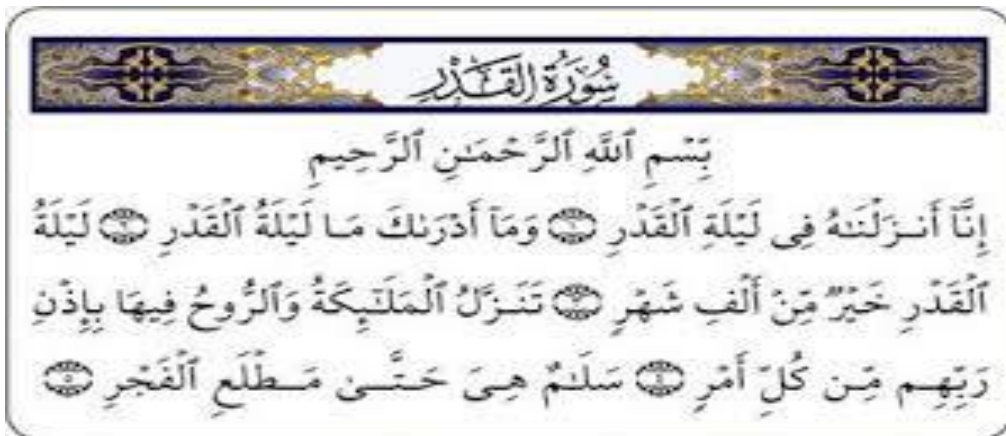 سُورَةُ القَدْرِ
بِسْمِ ٱللَّهِ ٱلرَّحْمَـٰنِ ٱلرَّحِيمِ
إِنَّآ أَنزَلْنَـٰهُ فِى لَيْلَةِ ٱلْقَدْرِ ١ وَمَآ أَدْرَىٰكَ مَا لَيْلَةُ ٱلْقَدْرِ ٢ لَيْلَةُ
ٱلْقَدْرِ خَيْرٌ مِّنْ أَلْفِ شَهْرٍ ٣ تَنَزَّلُ ٱلْمَلَـٰٓئِكَةُ وَٱلرُّوحُ فِيهَا بِإِذْنِ
رَبِّهِم مِّن كُلِّ أَمْرٍ ٤ سَلَـٰمٌ هِىَ حَتَّىٰ مَطْلَعِ ٱلْفَجْرِ ٥